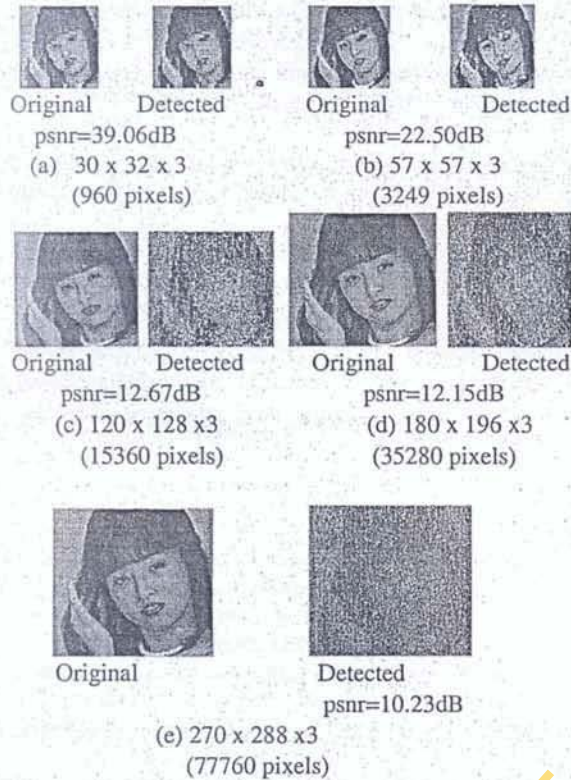 Original Detected Original Detected
psnr=39.06dB psnr=22.50dB
(a) 30 x 32 x 3 (b) 57 x 57 x 3
(960 pixels) (3249 pixels)
Original Detected Original Detected
psnr=12.67dB psnr=12.15dB
(c) 120 x 128 x3 (d) 180 x 196 x3
(15360 pixels) (35280 pixels)
Original Detected
psnr=10.23dB
(e) 270 x 288 x3
(77760 pixels)